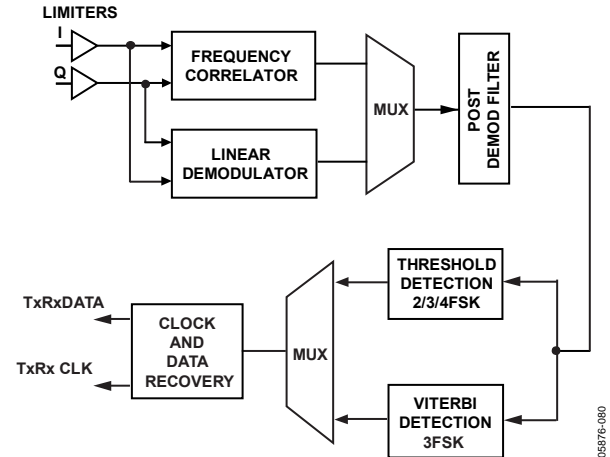 LIMITERS
I
Q
FREQUENCY
CORRELATOR
LINEAR
DEMODULATOR
MUX
POST
DEMOD FILTER
THRESHOLD
DETECTION
2/3/4FSK
VITERBI
DETECTION
3FSK
MUX
CLOCK
AND
DATA
RECOVERY
TxRxDATA
TxRx CLK
05876-080